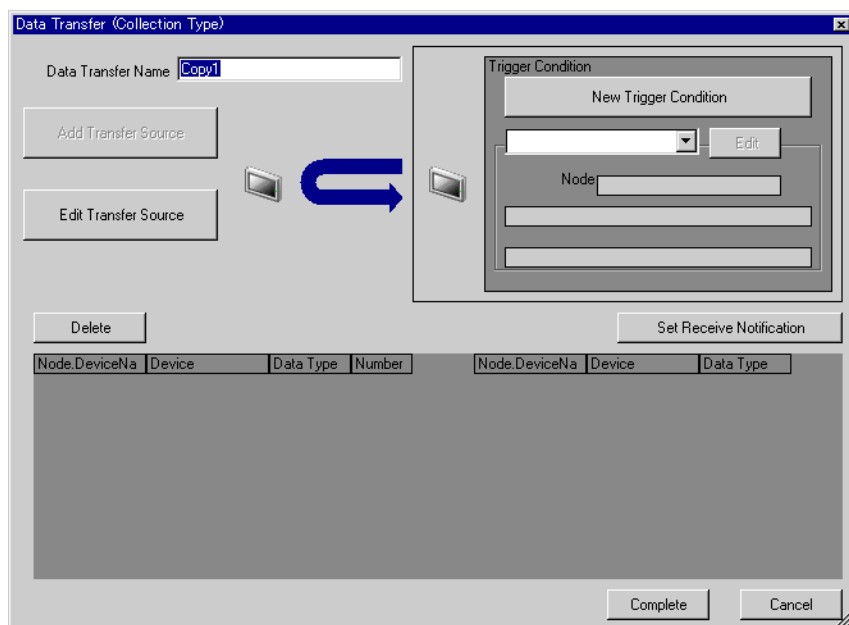 Data Transfer (Collection Type)
Data Transfer Name Copy1
Trigger Condition
New Trigger Condition
Add Transfer Source
Edit
Node
Edit Transfer Source
Delete
Set Receive Notification
Node.DeviceNa Device Data Type Number Node.DeviceNa Device Data Type
Complete Cancel